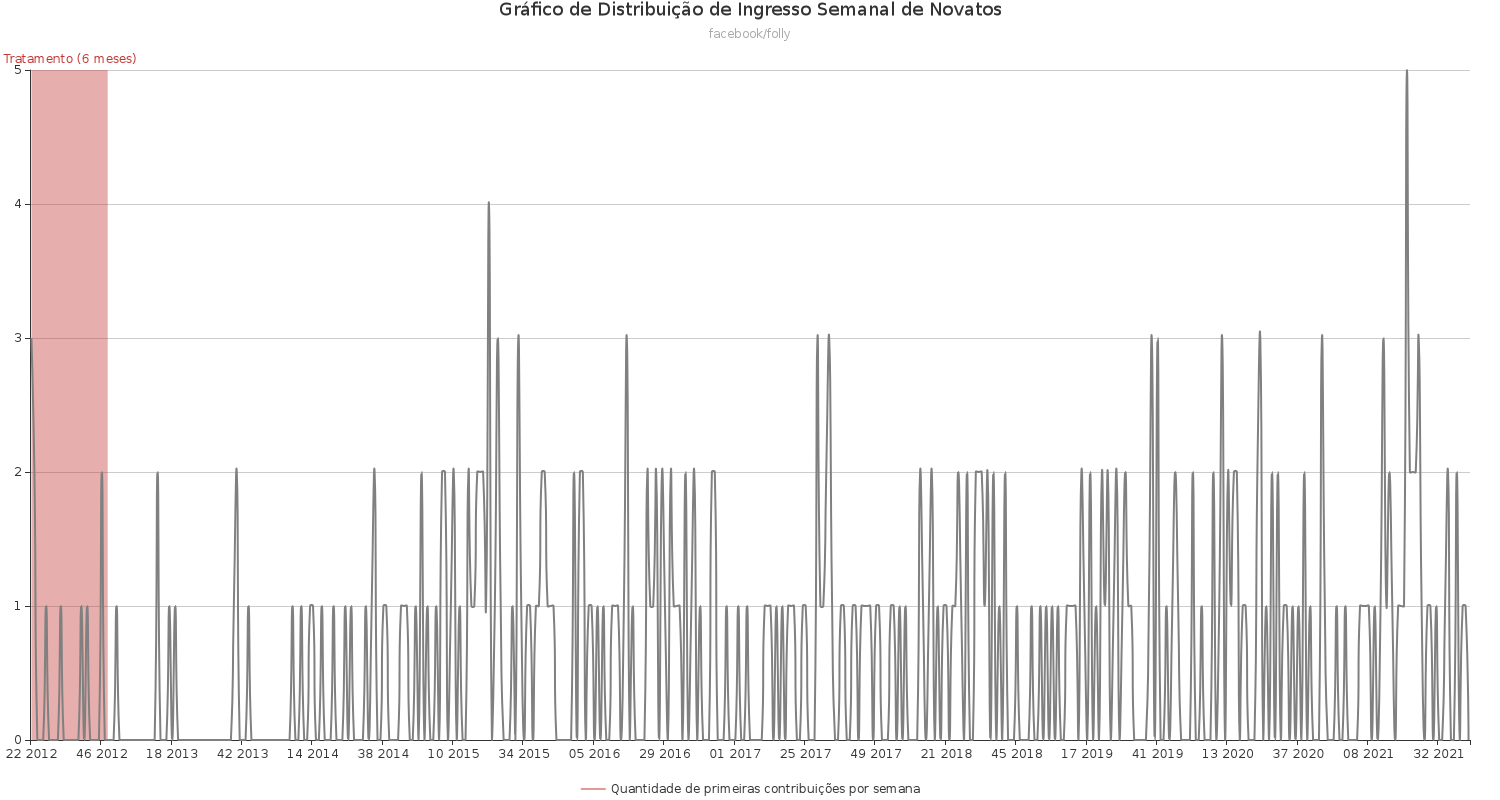 Gráfico de Distribuição de Ingresso Semanal de Novatos
facebook/folly
Tratamento (6 meses)
5
4
3
2
1
0
22 2012 46 2012 18 2013 42 2013 14 2014 38 2014 10 2015 34 2015 05 2016 29 2016 01 2017 25 2017 49 2017 21 2018 45 2018 17 2019 41 2019 13 2020 37 2020 08 2021 32 2021
Quantidade de primeiras contribuições por semana